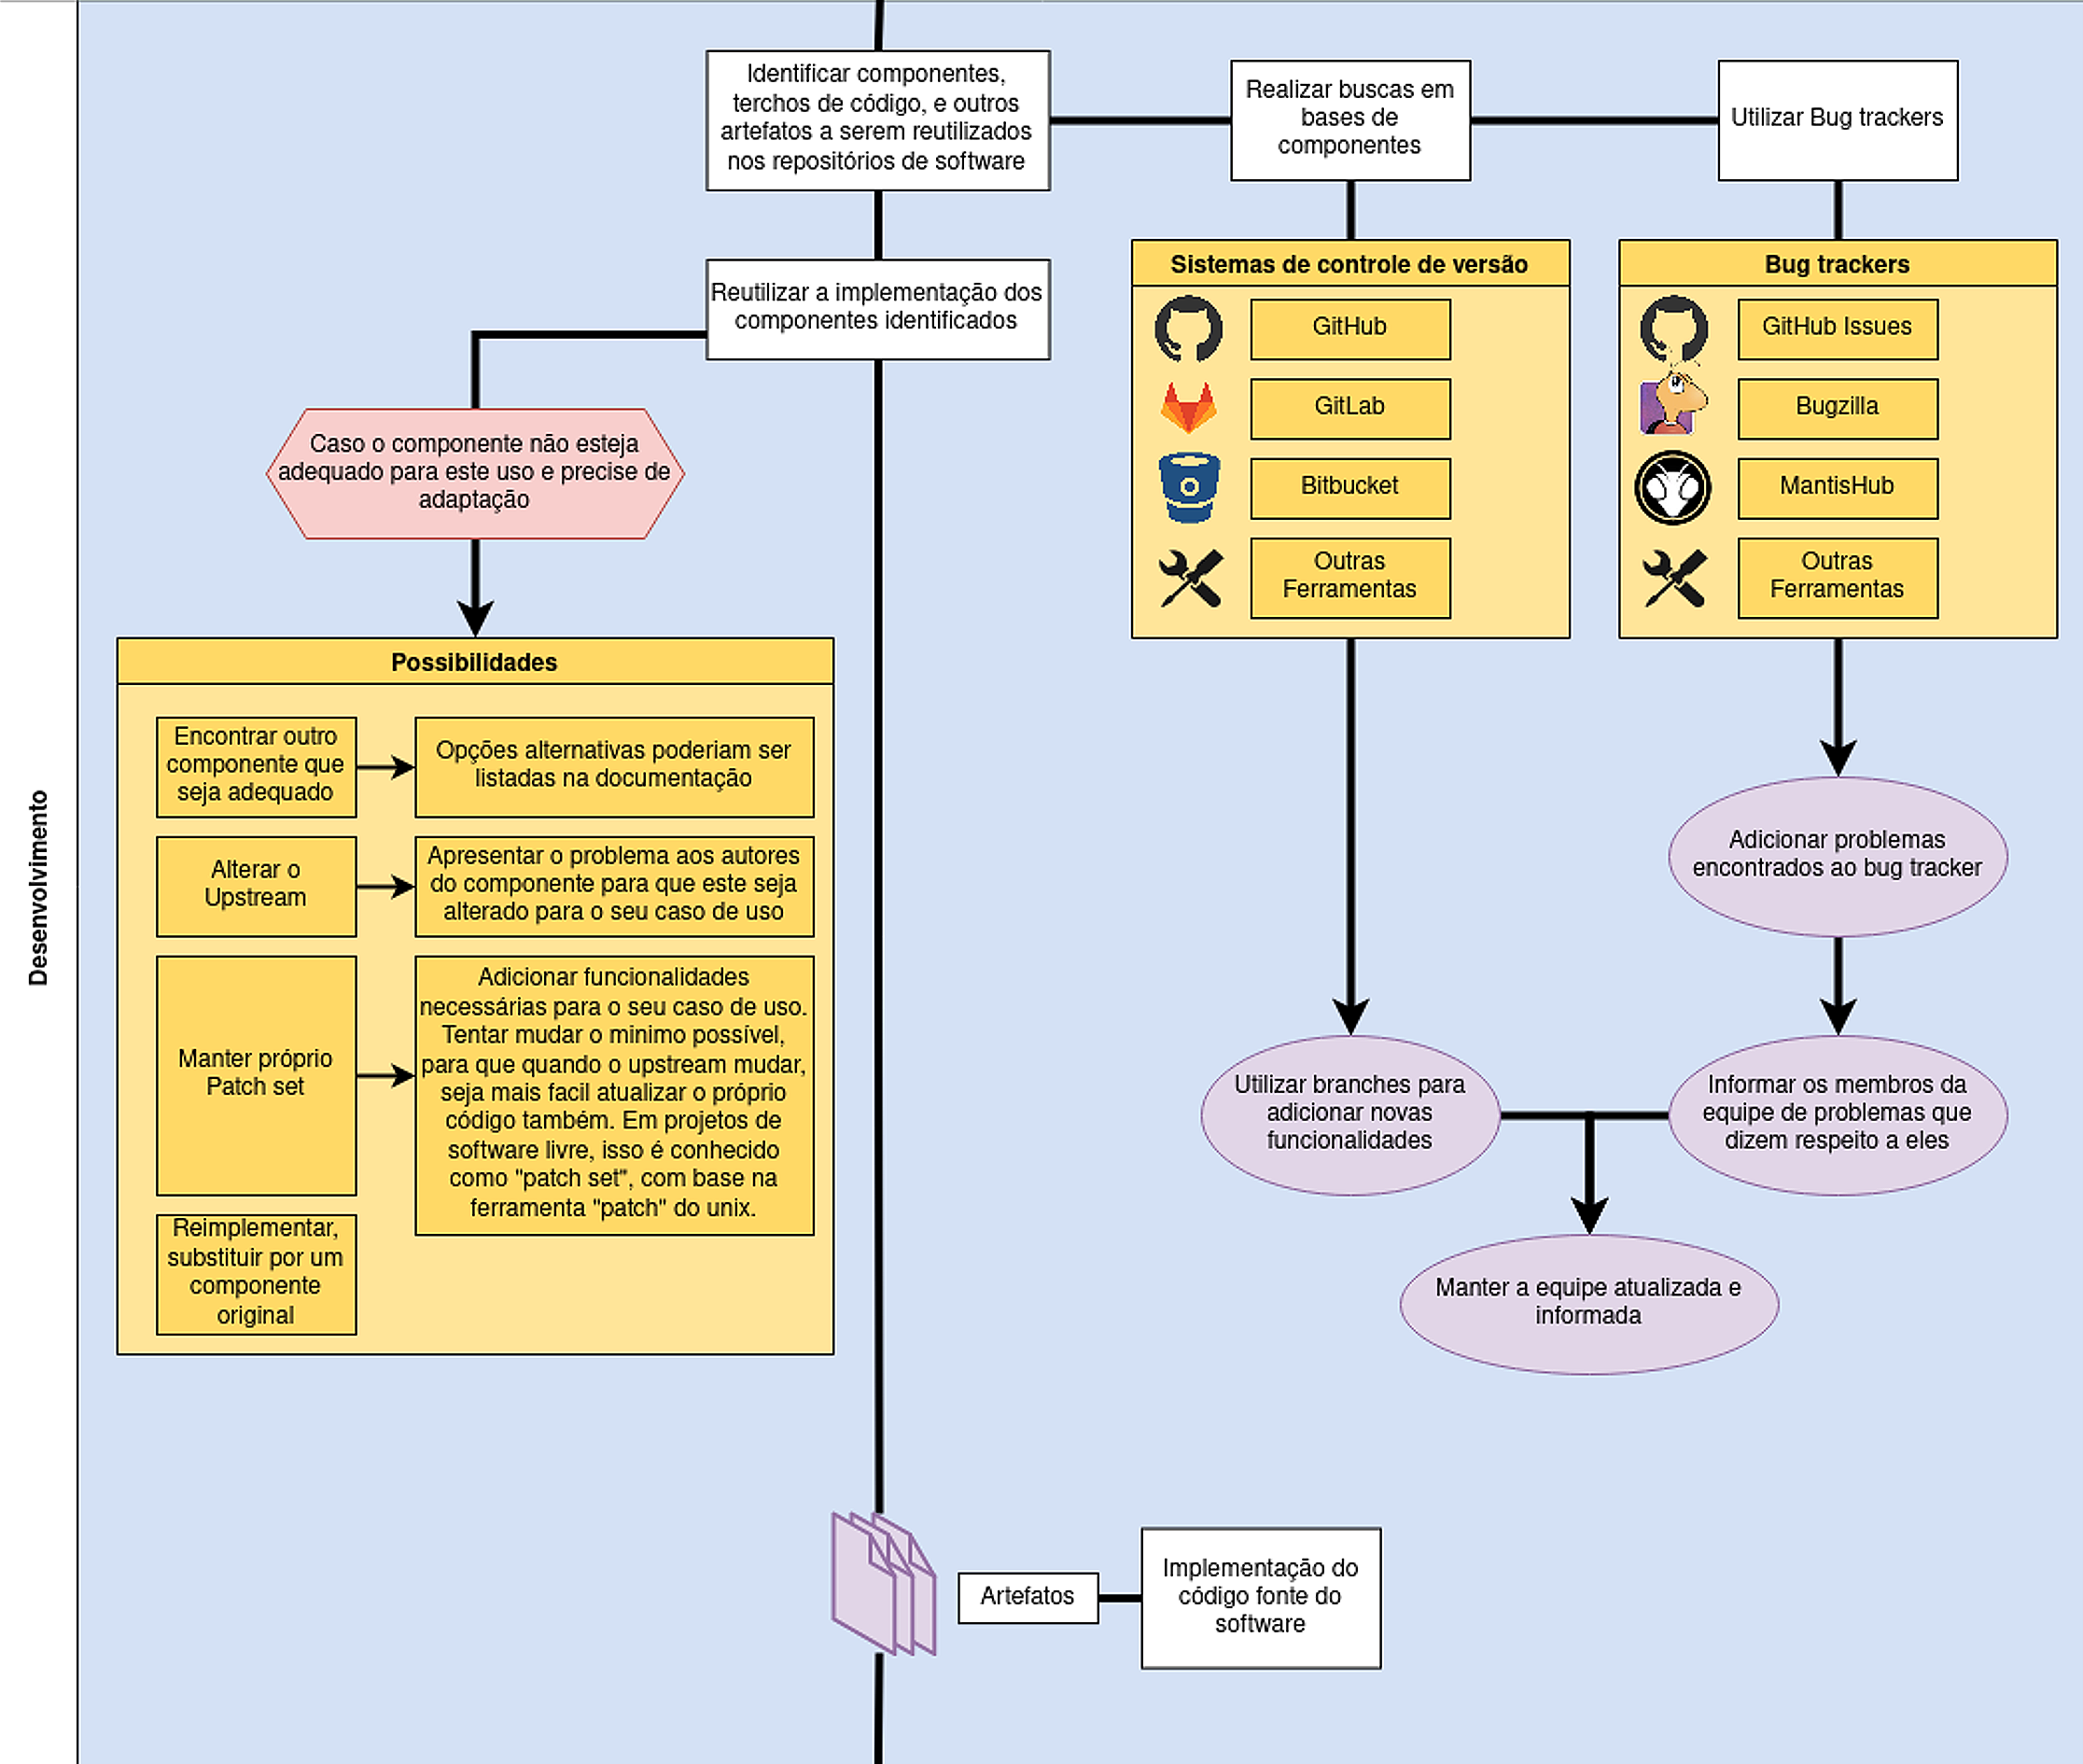 Desenvolvimento
Identificar componentes,
terchos de código, e outros
artefatos a serem reutilizados
nos repositórios de software
Realizar buscas em
bases de
componentes
Utilizar Bug trackers
Reutilizar a implementação dos
componentes identificados
Sistemas de controle de versão
GitHub
GitLab
Bitbucket
Outras
Ferramentas
Bug trackers
GitHub Issues
Bugzilla
MantisHub
Outras
Ferramentas
Caso o componente não esteja
adequado para este uso e precise de
adaptação
Possibilidades
Encontrar outro
componente que
seja adequado
Opções alternativas poderiam ser
listadas na documentação
Alterar o
Upstream
Apresentar o problema aos autores
do componente para que este seja
alterado para o seu caso de uso
Manter próprio
Patch set
Adicionar funcionalidades
necessárias para o seu caso de uso.
Tentar mudar o minimo possível,
para que quando o upstream mudar,
seja mais facil atualizar o próprio
código também. Em projetos de
software livre, isso é conhecido
como "patch set", com base na
ferramenta "patch" do unix.
Reimplementar,
substituir por um
componente
original
Adicionar problemas
encontrados ao bug tracker
Utilizar branches para
adicionar novas
funcionalidades
Informar os membros da
equipe de problemas que
dizem respeito a eles
Manter a equipe atualizada e
informada
Artefatos
Implementação do
código fonte do
software